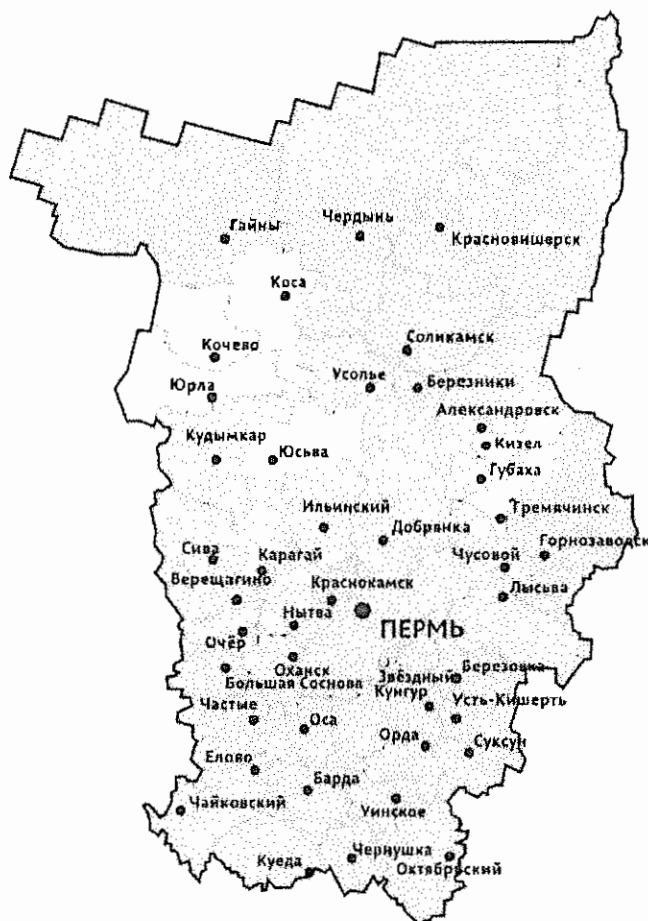 Гайны
Чердынь
Красновишерск
Коса
Соликамск
Кочево
Усолье
Березники
Юрла
Александровск
Кизел
Кудымкар
Юсьва
Губаха
Ильинский
Гремячинск
Добрянка
Горнозаводск
Сива
Карагай
Чусовой
Верещагино
Краснокамск
Лысьва
Нытва
ПЕРМЬ
Очёр
Оханск
Звёздный
Березовка
Большая Соснова
Кунгур
Частые
Усть-Кишерть
Оса
Орда
Суксун
Елово
Барда
Чайковский
Уинское
Куеда
Чернушка
Октябрьский